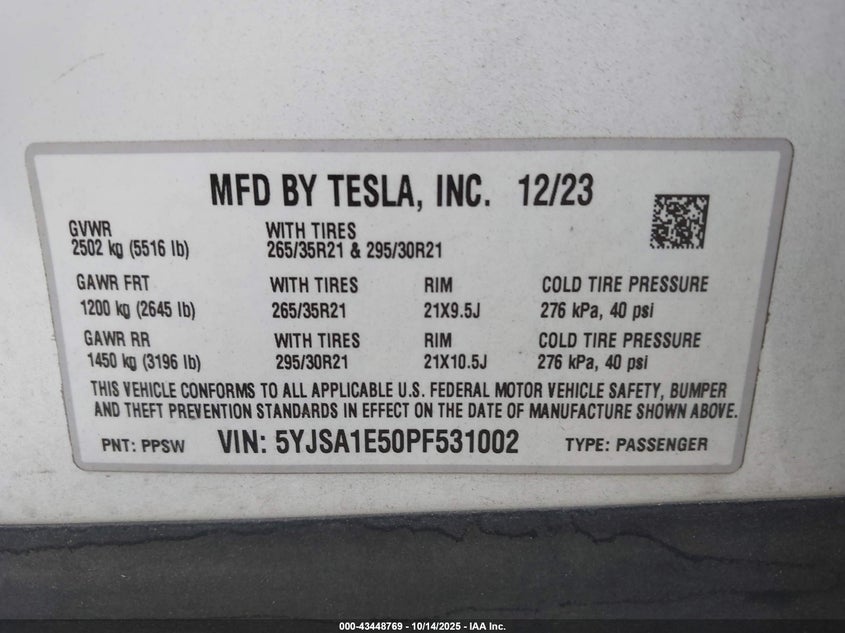 MFD BY TESLA, INC. 12/23
GVWR WITH TIRES
2502 kg (5516 lb) 265/35R21 & 295/30R21
GAWR FRT WITH TIRES RIM COLD TIRE PRESSURE
1200 kg (2645 lb) 265/35R21 21X9.5J 276 kPa, 40 psi
GAWR RR WITH TIRES RIM COLD TIRE PRESSURE
1450 kg (3196 lb) 295/30R21 21X10.5J 276 kPa, 40 psi
THIS VEHICLE CONFORMS TO ALL APPLICABLE U.S. FEDERAL MOTOR VEHICLE SAFETY, BUMPER
AND THEFT PREVENTION STANDARDS IN EFFECT ON THE DATE OF MANUFACTURE SHOWN ABOVE.
PNT: PPSW VIN: 5YJSA1E50PF531002 TYPE: PASSENGER
000-43448769 - 10/14/2025 - IAA Inc.